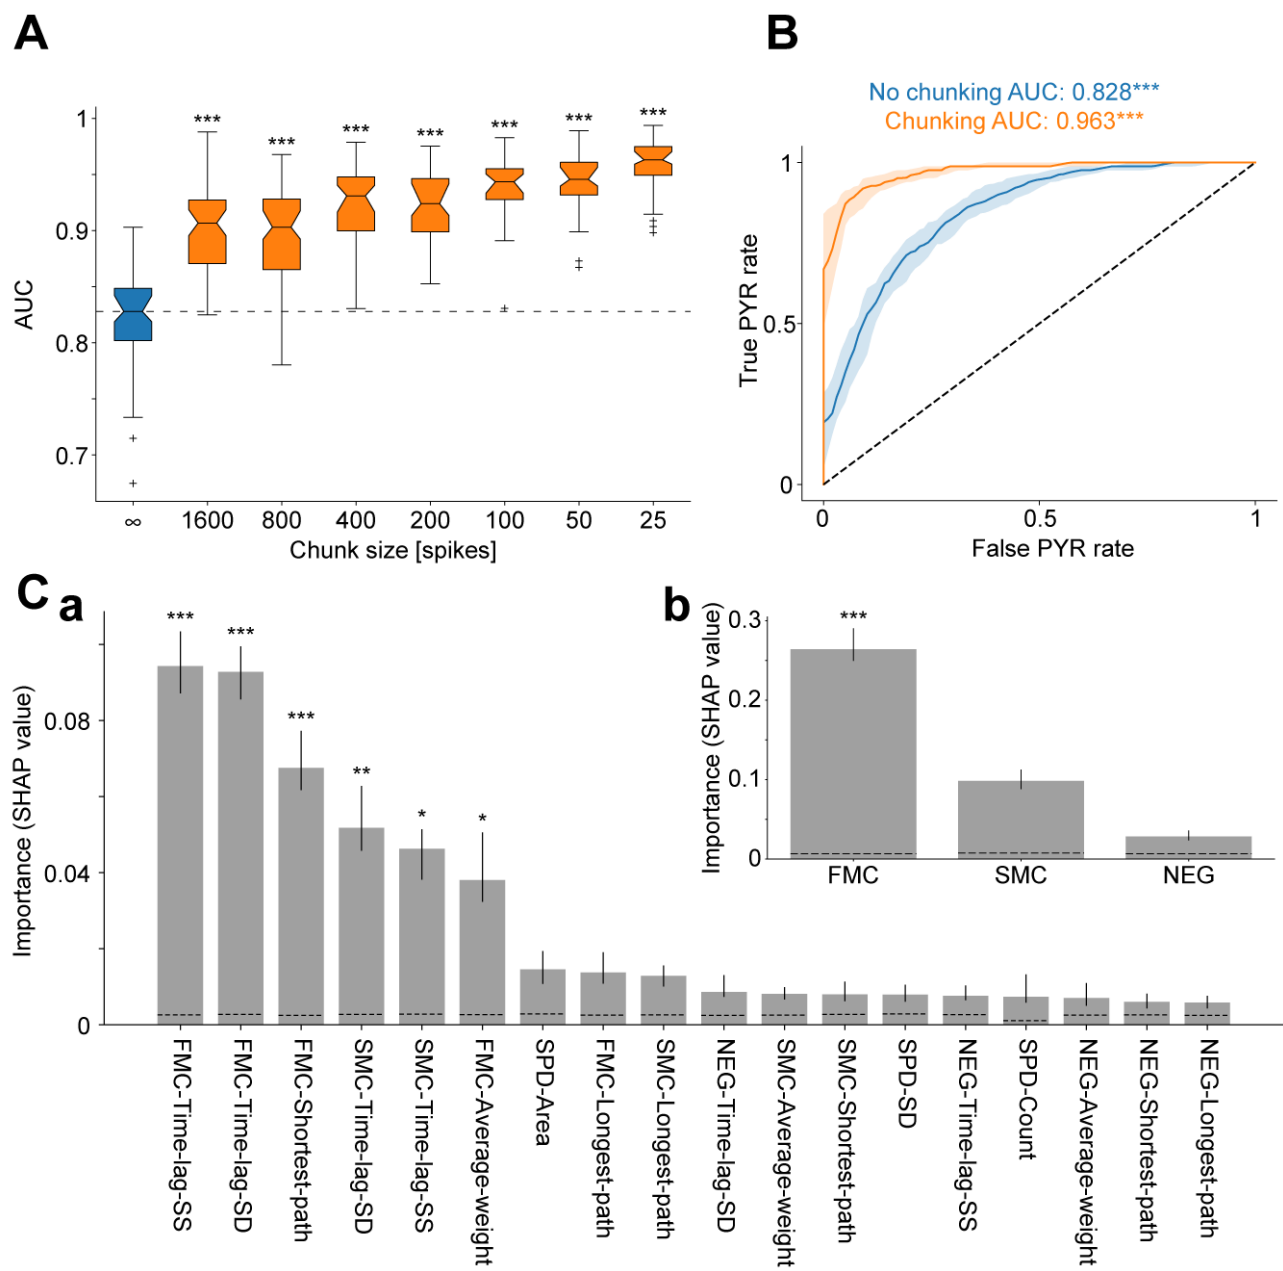 A
1
0.9
0.8
0.7
AUC
*** *** *** *** *** *** ***
∞ 1600 800 400 200 100 50 25
Chunk size [spikes]
B
No chunking AUC: 0.828***
Chunking AUC: 0.963***
1
0.5
0
True PYR rate
0 0.5 1
False PYR rate
C
a
*** *** *** ** * *
0.08
0.04
0
Importance (SHAP value)
FMC-Time-lag-SS
FMC-Time-lag-SD
FMC-Shortest-path
SMC-Time-lag-SD
SMC-Time-lag-SS
FMC-Average-weight
SPD-Area
FMC-Longest-path
SMC-Longest-path
NEG-Time-lag-SD
SMC-Average-weight
SMC-Shortest-path
SPD-SD
NEG-Time-lag-SS
SPD-Count
NEG-Average-weight
NEG-Shortest-path
NEG-Longest-path
b
***
0.3
0.2
0.1
0
Importance (SHAP value)
FMC SMC NEG